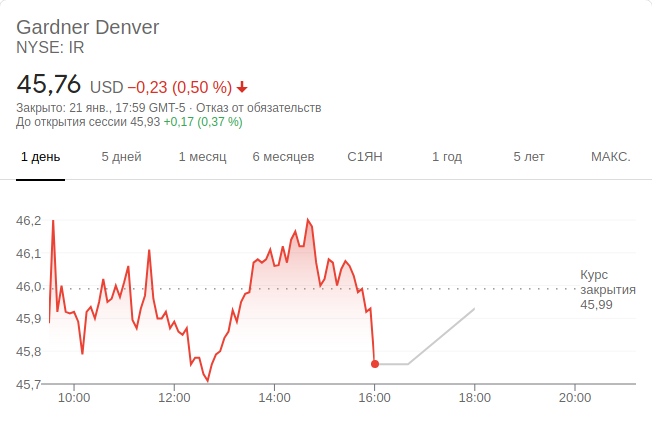 Gardner Denver
NYSE: IR
45,76 USD −0,23 (0,50 %)
Закрыто: 21 янв., 17:59 GMT-5 · Отказ от обязательств
До открытия сессии 45,93 +0,17 (0,37 %)
1 день 5 дней 1 месяц 6 месяцев С1ЯН 1 год 5 лет МАКС.
46,2
46,1
46,0
45,9
45,8
45,7
Курс
закрытия
45,99
10:00 12:00 14:00 16:00 18:00 20:00